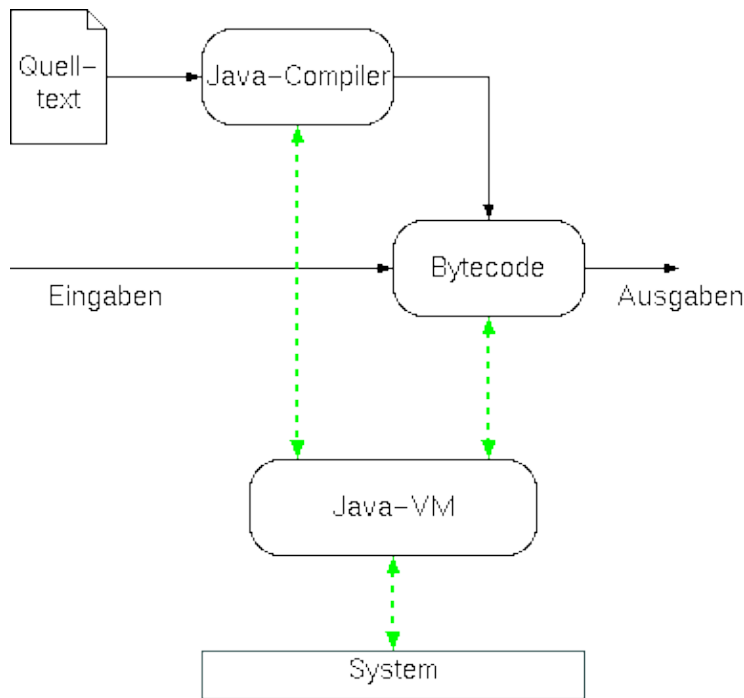 Quell-
text
Java-Compiler
Bytecode
Eingaben
Ausgaben
Java-VM
System